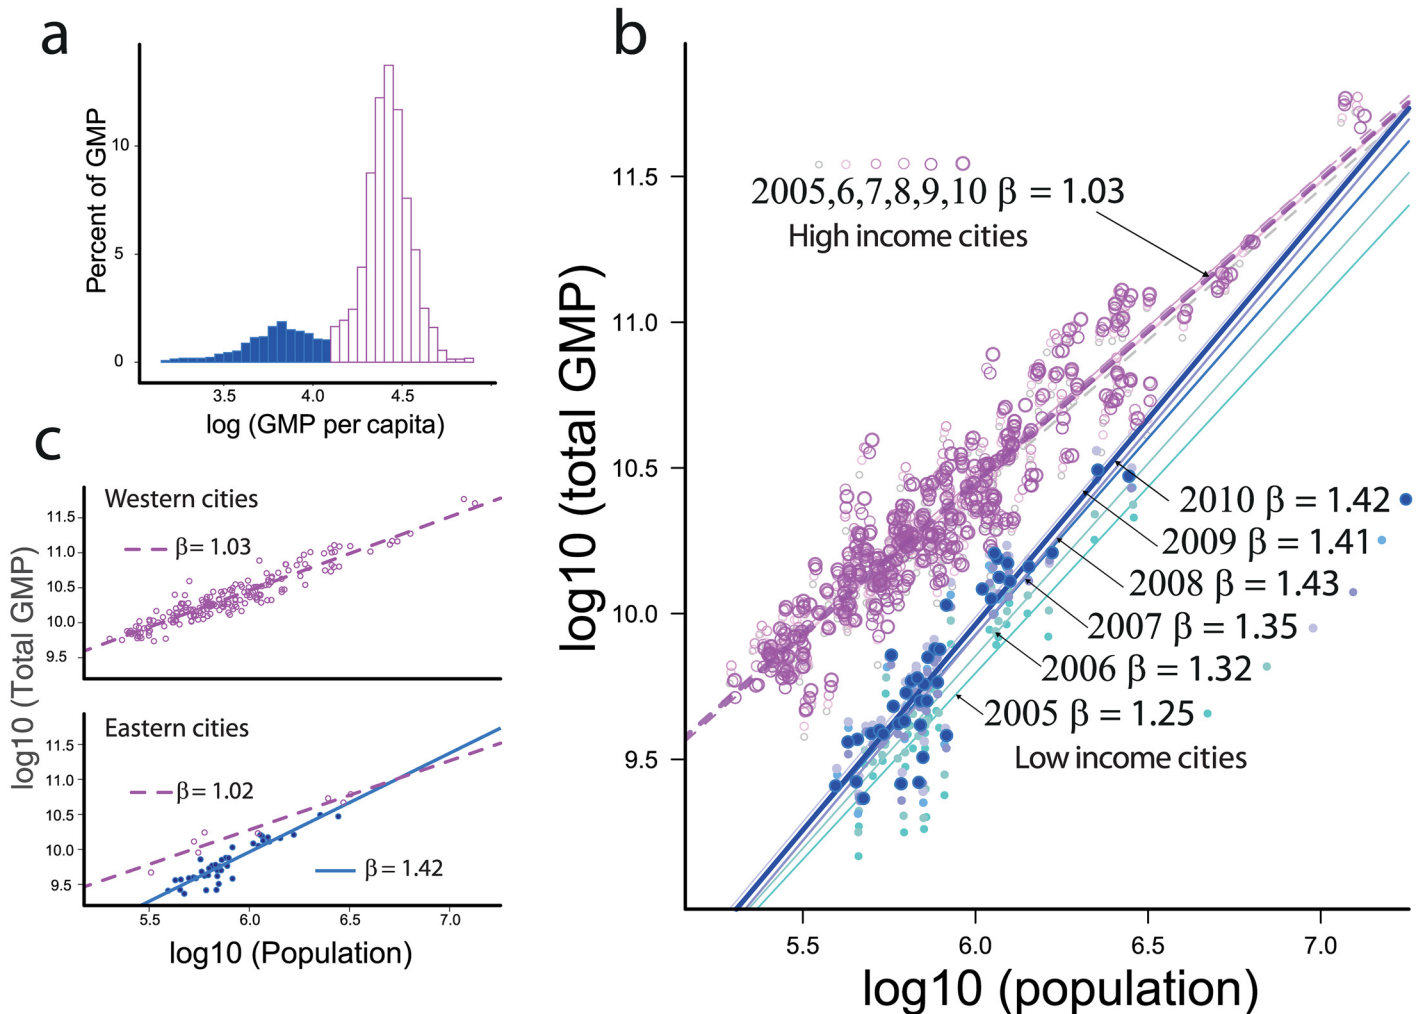 a
Percent of GMP
10
5
0
3.5 4.0 4.5
log (GMP per capita)
b
log10 (total GMP)
11.5
11.0
10.5
10.0
9.5
2005,6,7,8,9,10 β = 1.03
High income cities
2010 β = 1.42
2009 β = 1.41
2008 β = 1.43
2007 β = 1.35
2006 β = 1.32
2005 β = 1.25
Low income cities
5.5 6.0 6.5 7.0
log10 (population)
c
log10 (Total GMP)
Western cities
β= 1.03
11.5
11.0
10.5
10.0
9.5
Eastern cities
β= 1.02
11.5
11.0
10.5
10.0
9.5
β = 1.42
5.5 6.0 6.5 7.0
log10 (Population)